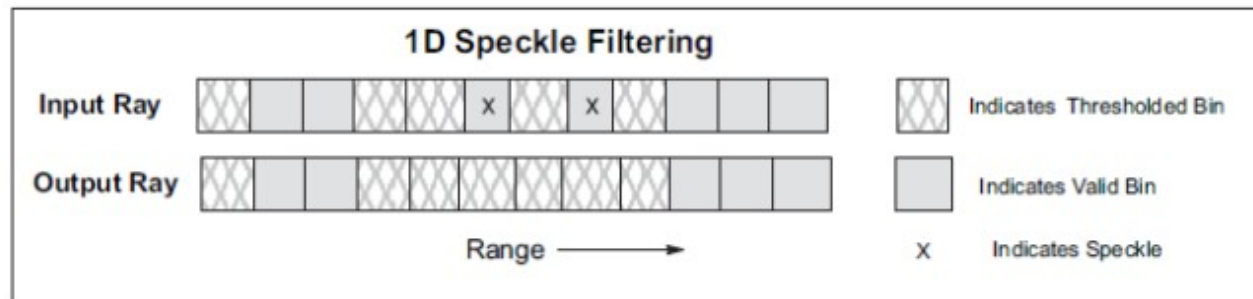 1D Speckle Filtering
Input Ray
x x
Indicates Thresholded Bin
Output Ray
Indicates Valid Bin
Range
x Indicates Speckle